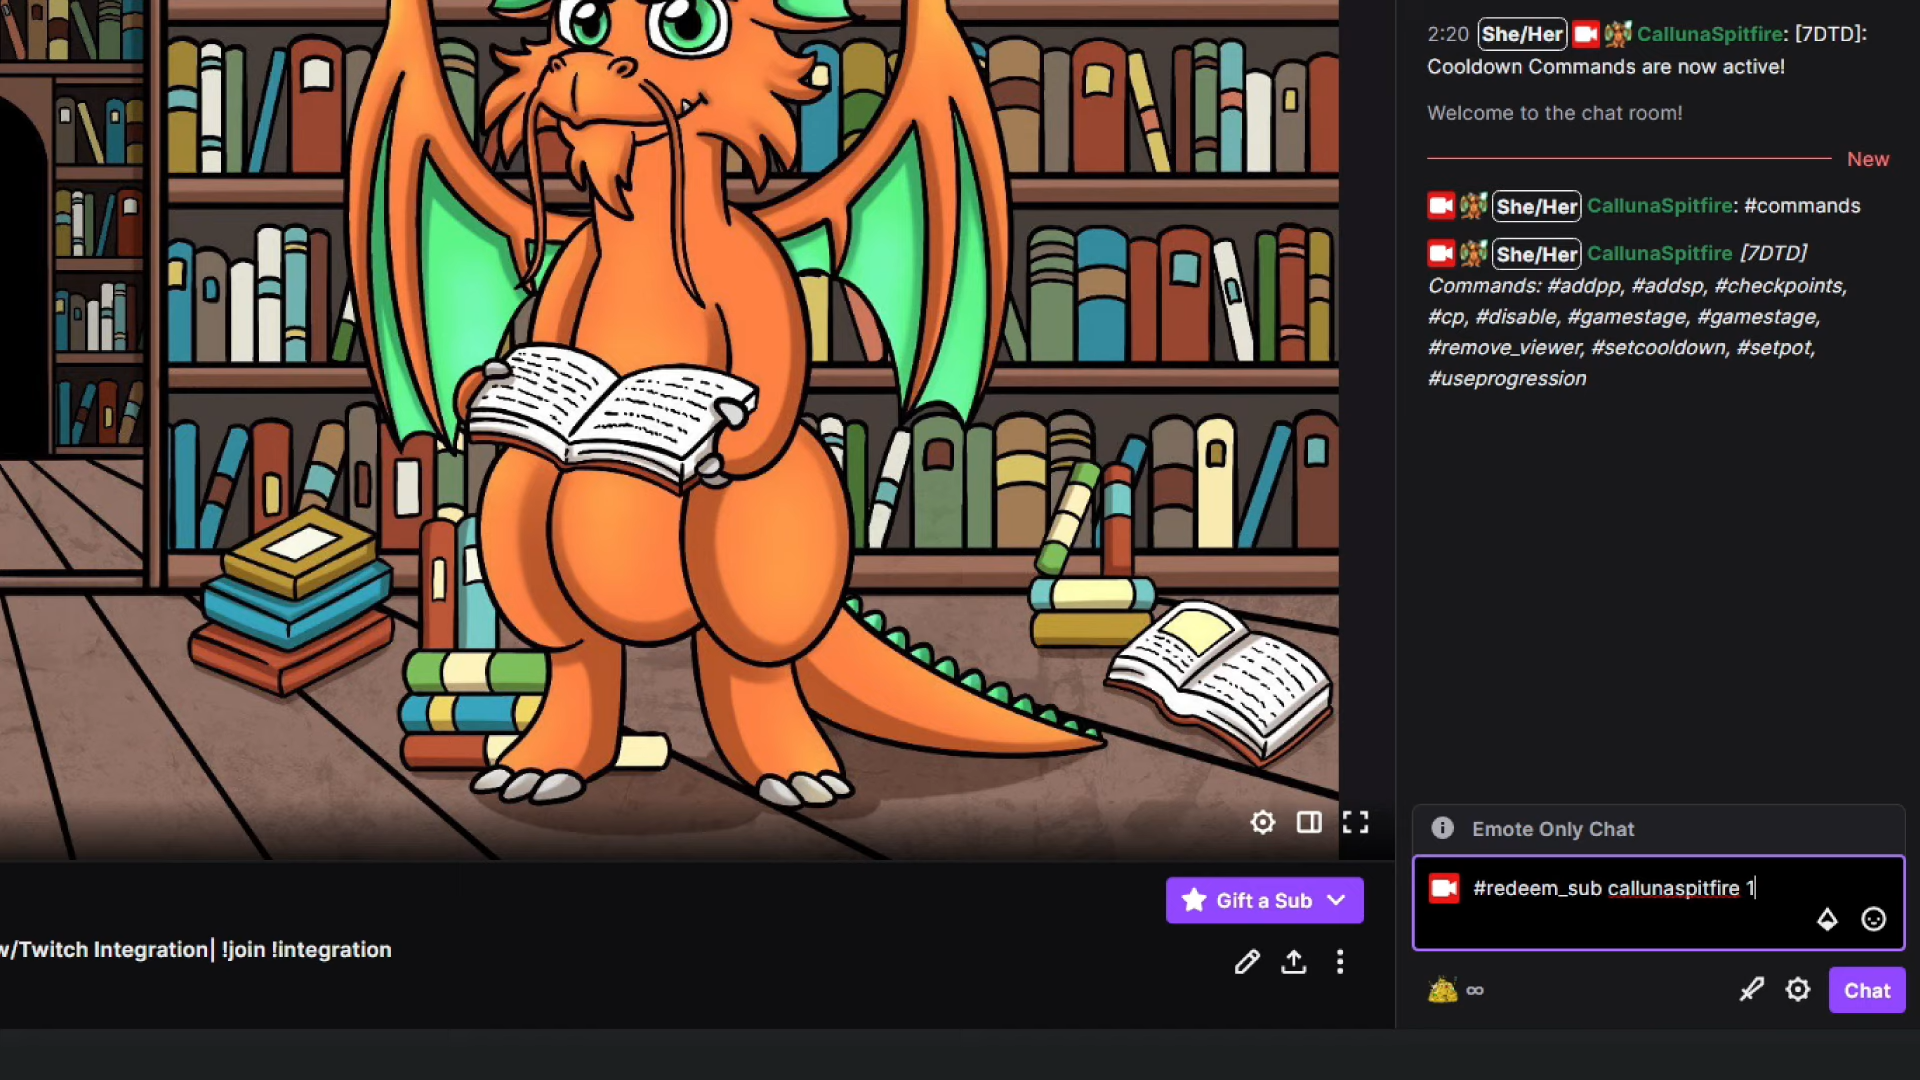 2:20 She/Her CallunaSpitfire: [7DTD]:
Cooldown Commands are now active!
Welcome to the chat room!
New
She/Her CallunaSpitfire: #commands
She/Her CallunaSpitfire [7DTD]
Commands: #addpp, #addsp, #checkpoints,
#cp, #disable, #gamestage, #gamestage,
#remove_viewer, #setcooldown, #setpot,
#useprogression
Emote Only Chat
#redeem_sub callunaspitfire 1
∞
Chat
Gift a Sub
w/Twitch Integration| !join !integration